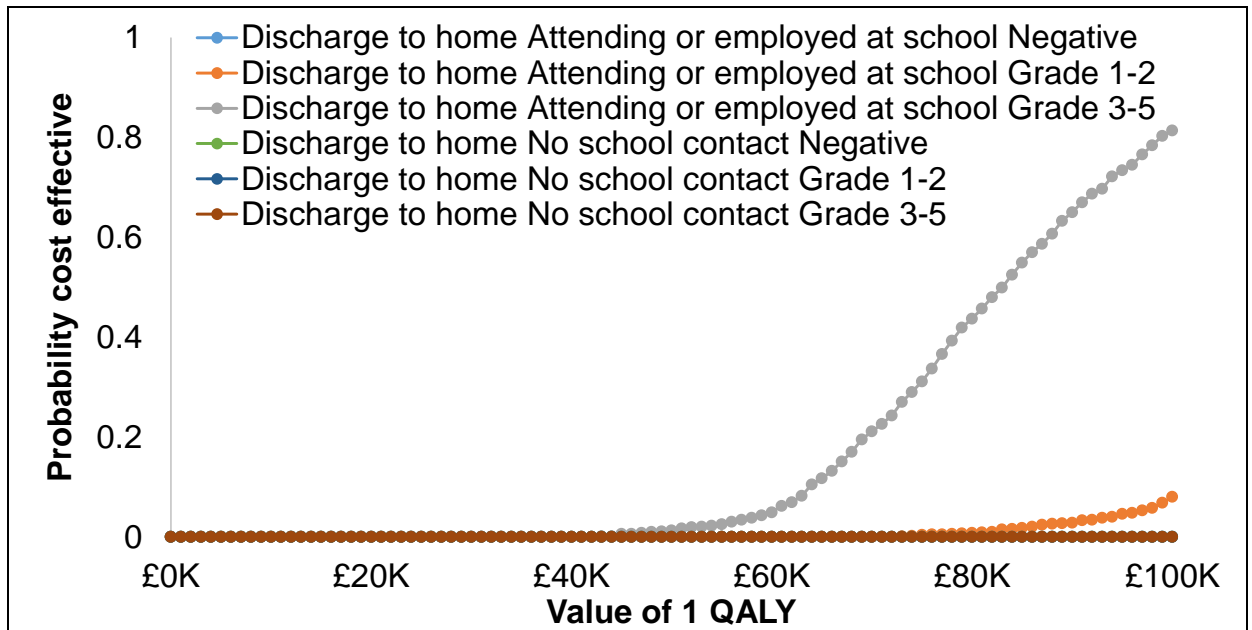 Discharge to home Attending or employed at school Negative
Discharge to home Attending or employed at school Grade 1-2
Discharge to home Attending or employed at school Grade 3-5
Discharge to home No school contact Negative
Discharge to home No school contact Grade 1-2
Discharge to home No school contact Grade 3-5
Probability cost effective
1
0.8
0.6
0.4
0.2
0
£0K £20K £40K £60K £80K £100K
Value of 1 QALY